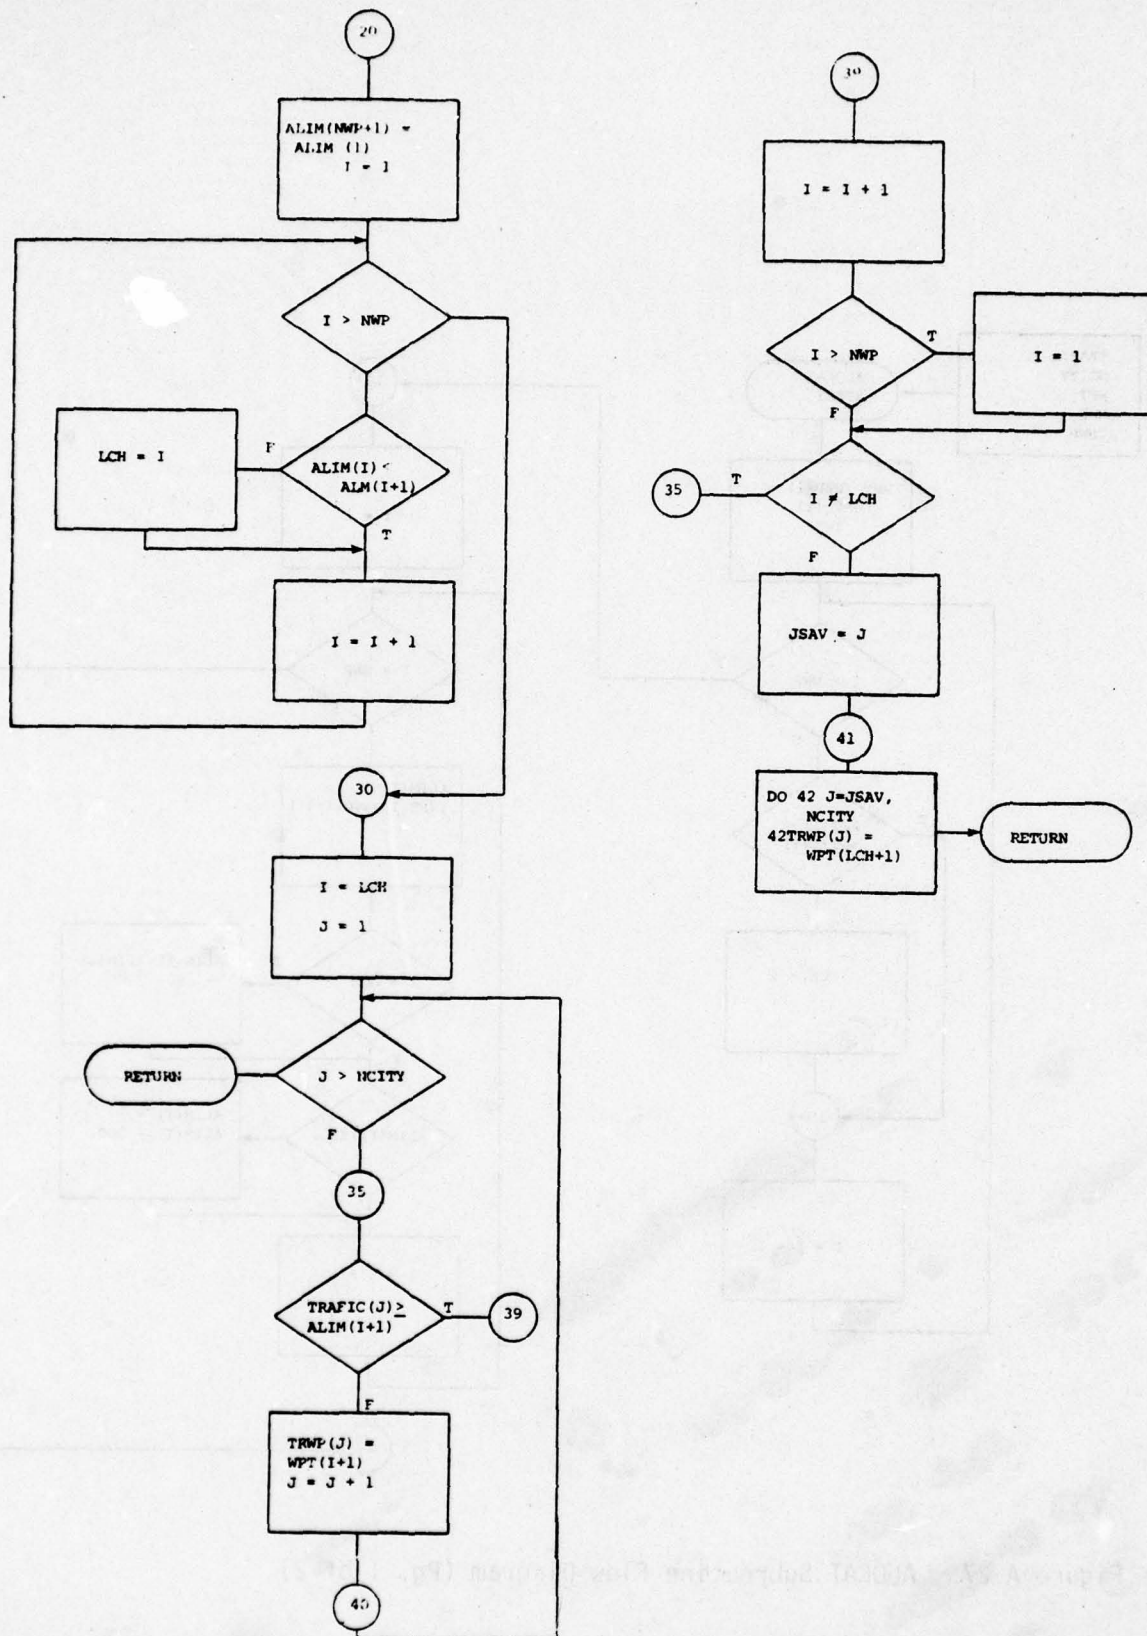 20
ALIM(NWP+1) =
ALIM (1)
I = 1
I > NWP
LCH = I
F
ALIM(I) <
ALM(I+1)
T
I = I + 1
30
I = LCH
J = 1
RETURN
J > NCITY
F
35
TRAFIC(J) ≥
ALIM(I+1)
T
39
F
TRWP(J) =
WPT(I+1)
J = J + 1
40
39
I = I + 1
I > NWP
T
I = 1
F
35
T
I ≠ LCH
F
JSAV = J
41
DO 42 J=JSAV,
NCITY
42TRWP(J) =
WPT(LCH+1)
RETURN